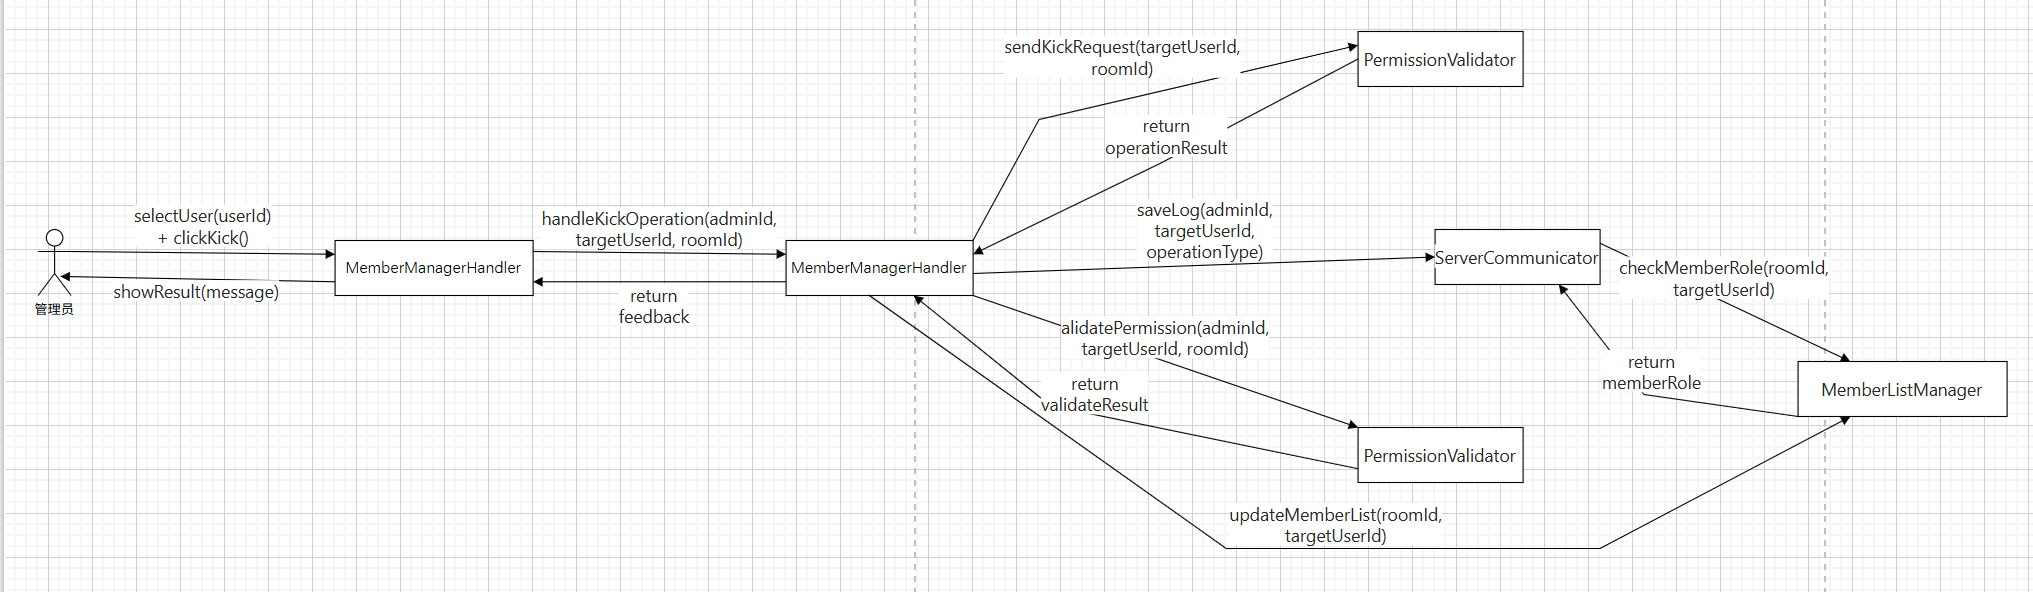 sendKickRequest(targetUserId,
roomId)
PermissionValidator
return
operationResult
selectUser(userId)
+ clickKick()
handleKickOperation(adminId,
targetUserId, roomId)
saveLog(adminId,
targetUserId,
operationType)
MemberManagerHandler
MemberManagerHandler
ServerCommunicator
checkMemberRole(roomId,
targetUserId)
showResult(message)
管理员
return
feedback
alidatePermission(adminId,
targetUserId, roomId)
return
memberRole
MemberListManager
return
validateResult
PermissionValidator
updateMemberList(roomId,
targetUserId)